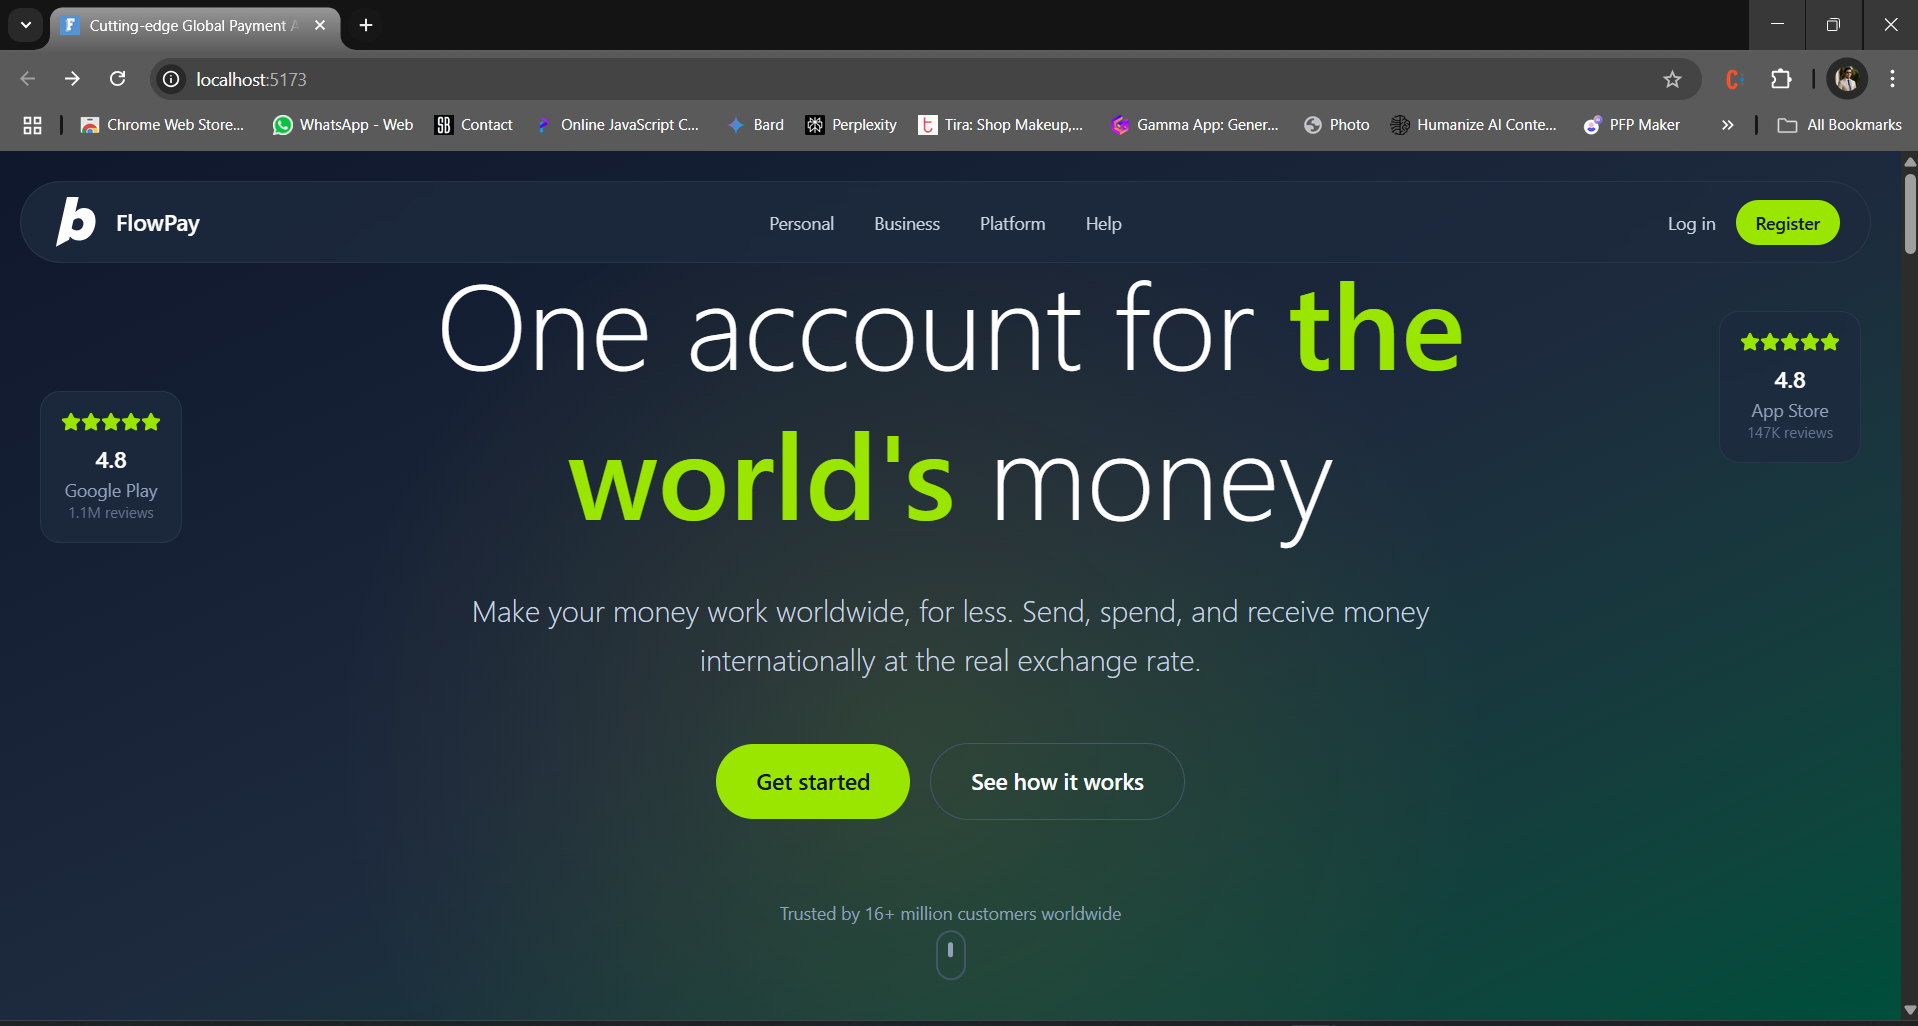 Cutting-edge Global Payment
localhost:5173
Chrome Web Store...
WhatsApp - Web
SB
Contact
Online JavaScript C...
Bard
Perplexity
Tira: Shop Makeup,...
Gamma App: Gener...
Photo
Humanize AI Conte...
PFP Maker
All Bookmarks
FlowPay
Personal
Business
Platform
Help
Log in
Register
One account for the
world's money
4.8
Google Play
1.1M reviews
4.8
App Store
147K reviews
Make your money work worldwide, for less. Send, spend, and receive money
internationally at the real exchange rate.
Get started
See how it works
Trusted by 16+ million customers worldwide